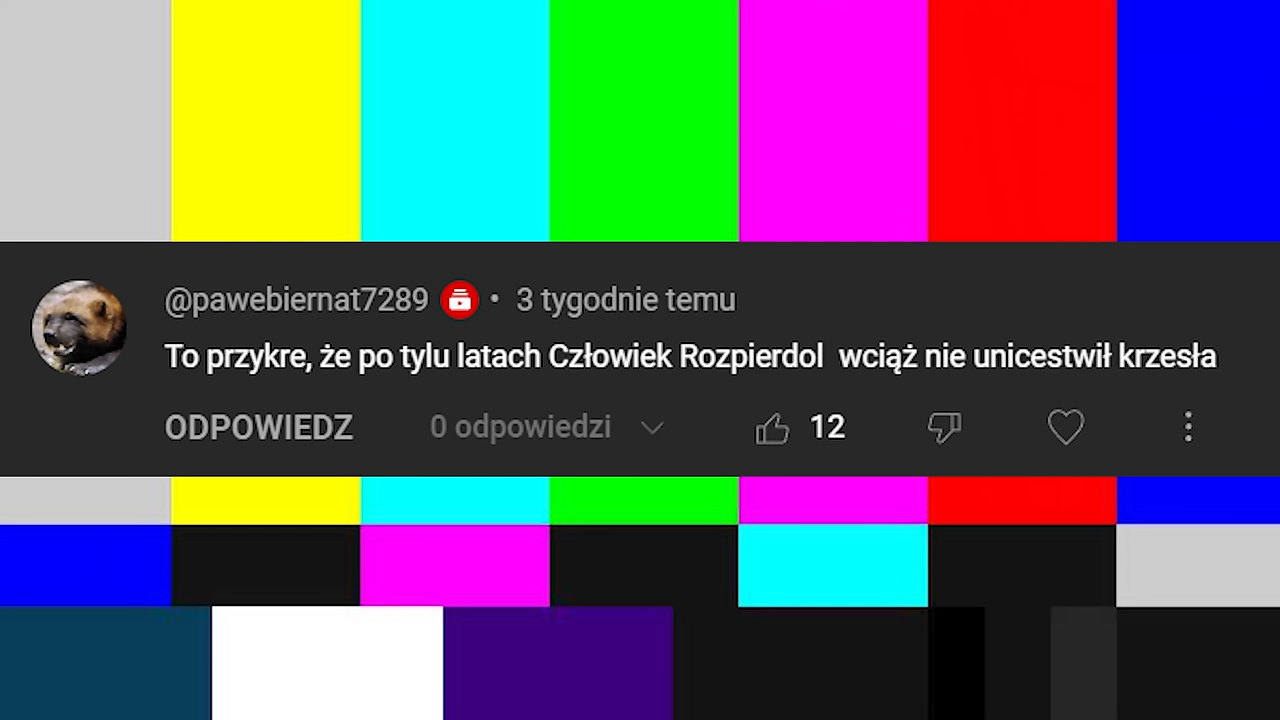 @pawebiernat7289 • 3 tygodnie temu
To przykre, że po tylu latach Człowiek Rozpierdol  wciąż nie unicestwił krzesła
ODPOWIEDZ 0 odpowiedzi 12